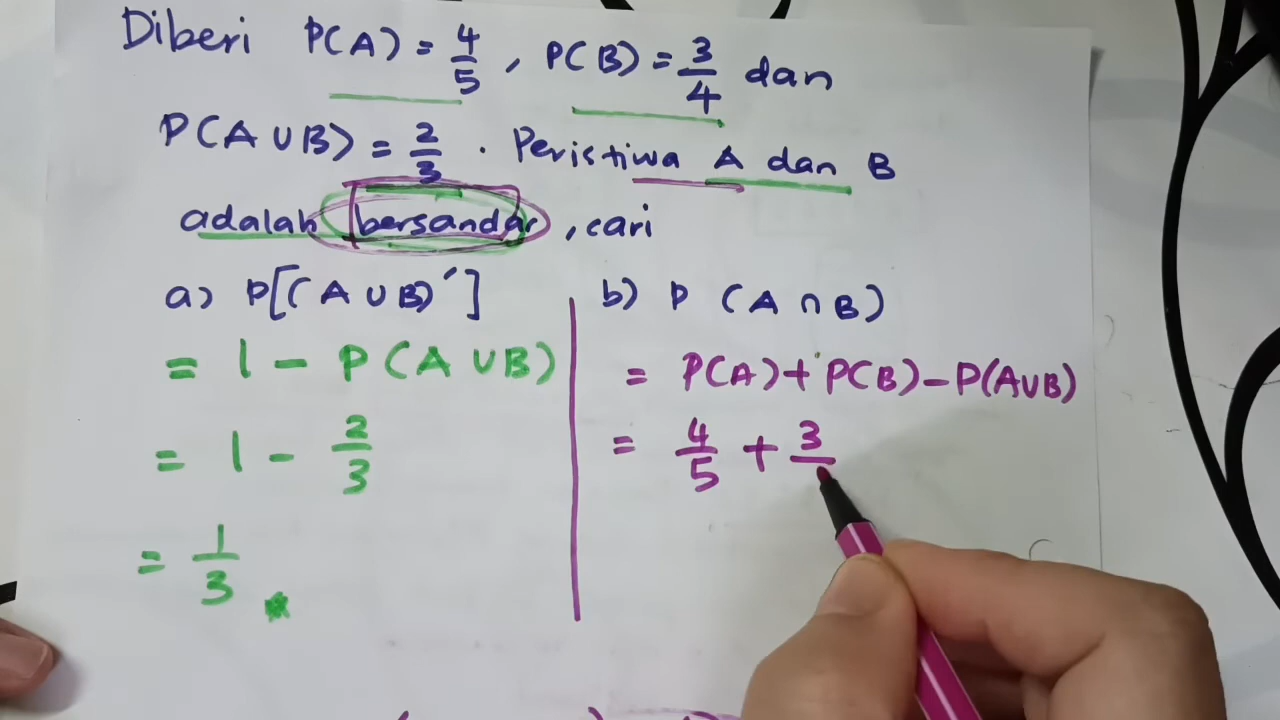 Diberi P(A) = 4/5 , P(B) = 3/4 dan
P(A ∪ B) = 2/3 . Peristiwa A dan B
adalah bersandar , cari
a) P[(A ∪ B)′]
= 1 − P(A ∪ B)
= 1 − 2/3
= 1/3
b) P (A ∩ B)
= P(A) + P(B) − P(A∪B)
= 4/5 + 3/